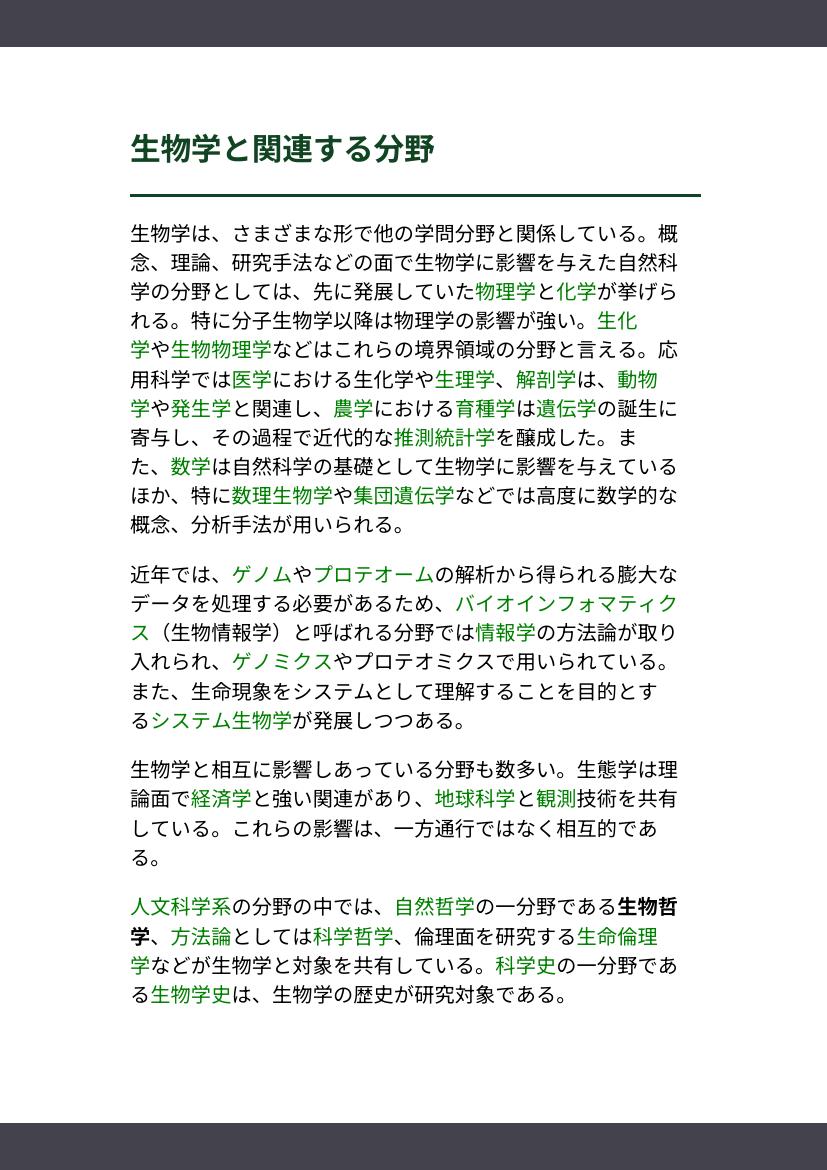 生物学と関連する分野
生物学は、さまざまな形で他の学問分野と関係している。概
念、理論、研究手法などの面で生物学に影響を与えた自然科
学の分野としては、先に発展していた物理学と化学が挙げら
れる。特に分子生物学以降は物理学の影響が強い。生化
学や生物物理学などはこれらの境界領域の分野と言える。応
用科学では医学における生化学や生理学、解剖学は、動物
学や発生学と関連し、農学における育種学は遺伝学の誕生に
寄与し、その過程で近代的な推測統計学を醸成した。ま
た、数学は自然科学の基礎として生物学に影響を与えている
ほか、特に数理生物学や集団遺伝学などでは高度に数学的な
概念、分析手法が用いられる。
近年では、ゲノムやプロテオームの解析から得られる膨大な
データを処理する必要があるため、バイオインフォマティク
ス（生物情報学）と呼ばれる分野では情報学の方法論が取り
入れられ、ゲノミクスやプロテオミクスで用いられている。
また、生命現象をシステムとして理解することを目的とす
るシステム生物学が発展しつつある。
生物学と相互に影響しあっている分野も数多い。生態学は理
論面で経済学と強い関連があり、地球科学と観測技術を共有
している。これらの影響は、一方通行ではなく相互的であ
る。
人文科学系の分野の中では、自然哲学の一分野である生物哲
学、方法論としては科学哲学、倫理面を研究する生命倫理
学などが生物学と対象を共有している。科学史の一分野であ
る生物学史は、生物学の歴史が研究対象である。